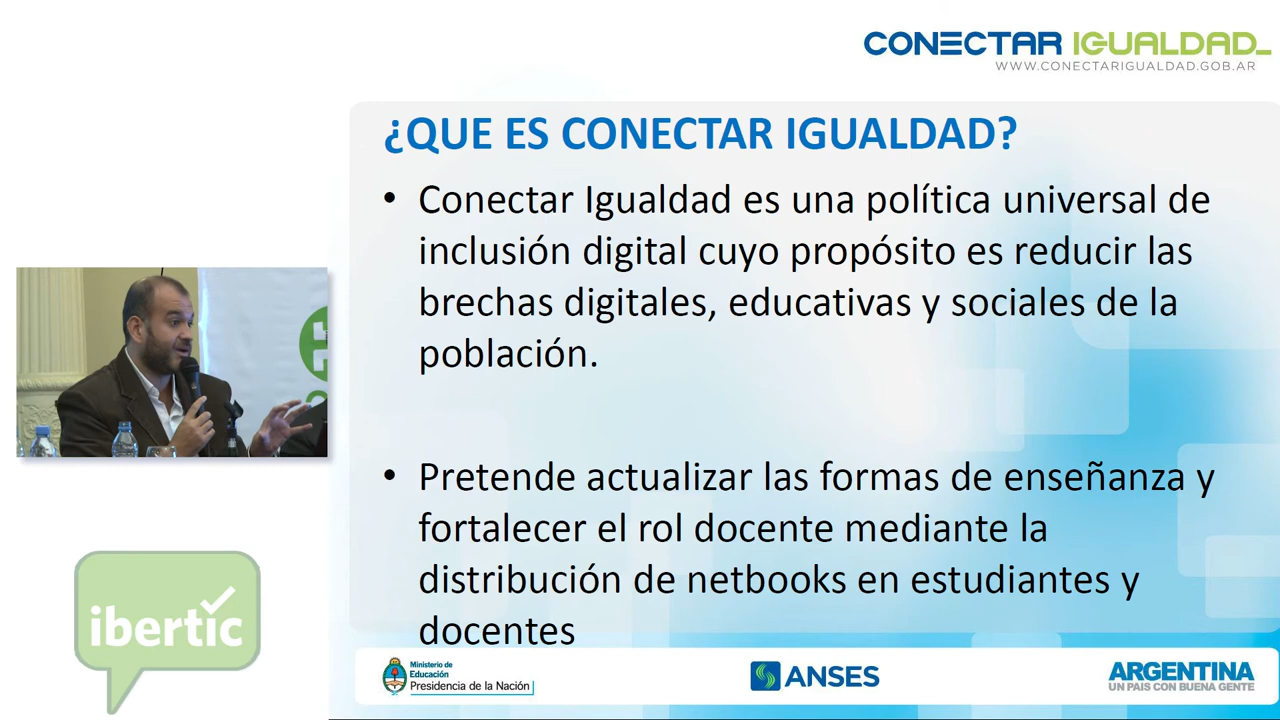 CONECTAR IGUALDAD_
WWW.CONECTARIGUALDAD.GOB.AR
¿QUE ES CONECTAR IGUALDAD?
• Conectar Igualdad es una política universal de
inclusión digital cuyo propósito es reducir las
brechas digitales, educativas y sociales de la
población.
• Pretende actualizar las formas de enseñanza y
fortalecer el rol docente mediante la
distribución de netbooks en estudiantes y
docentes
ibertic
Ministerio de
Educación
Presidencia de la Nación
ANSES
ARGENTINA
UN PAIS CON BUENA GENTE